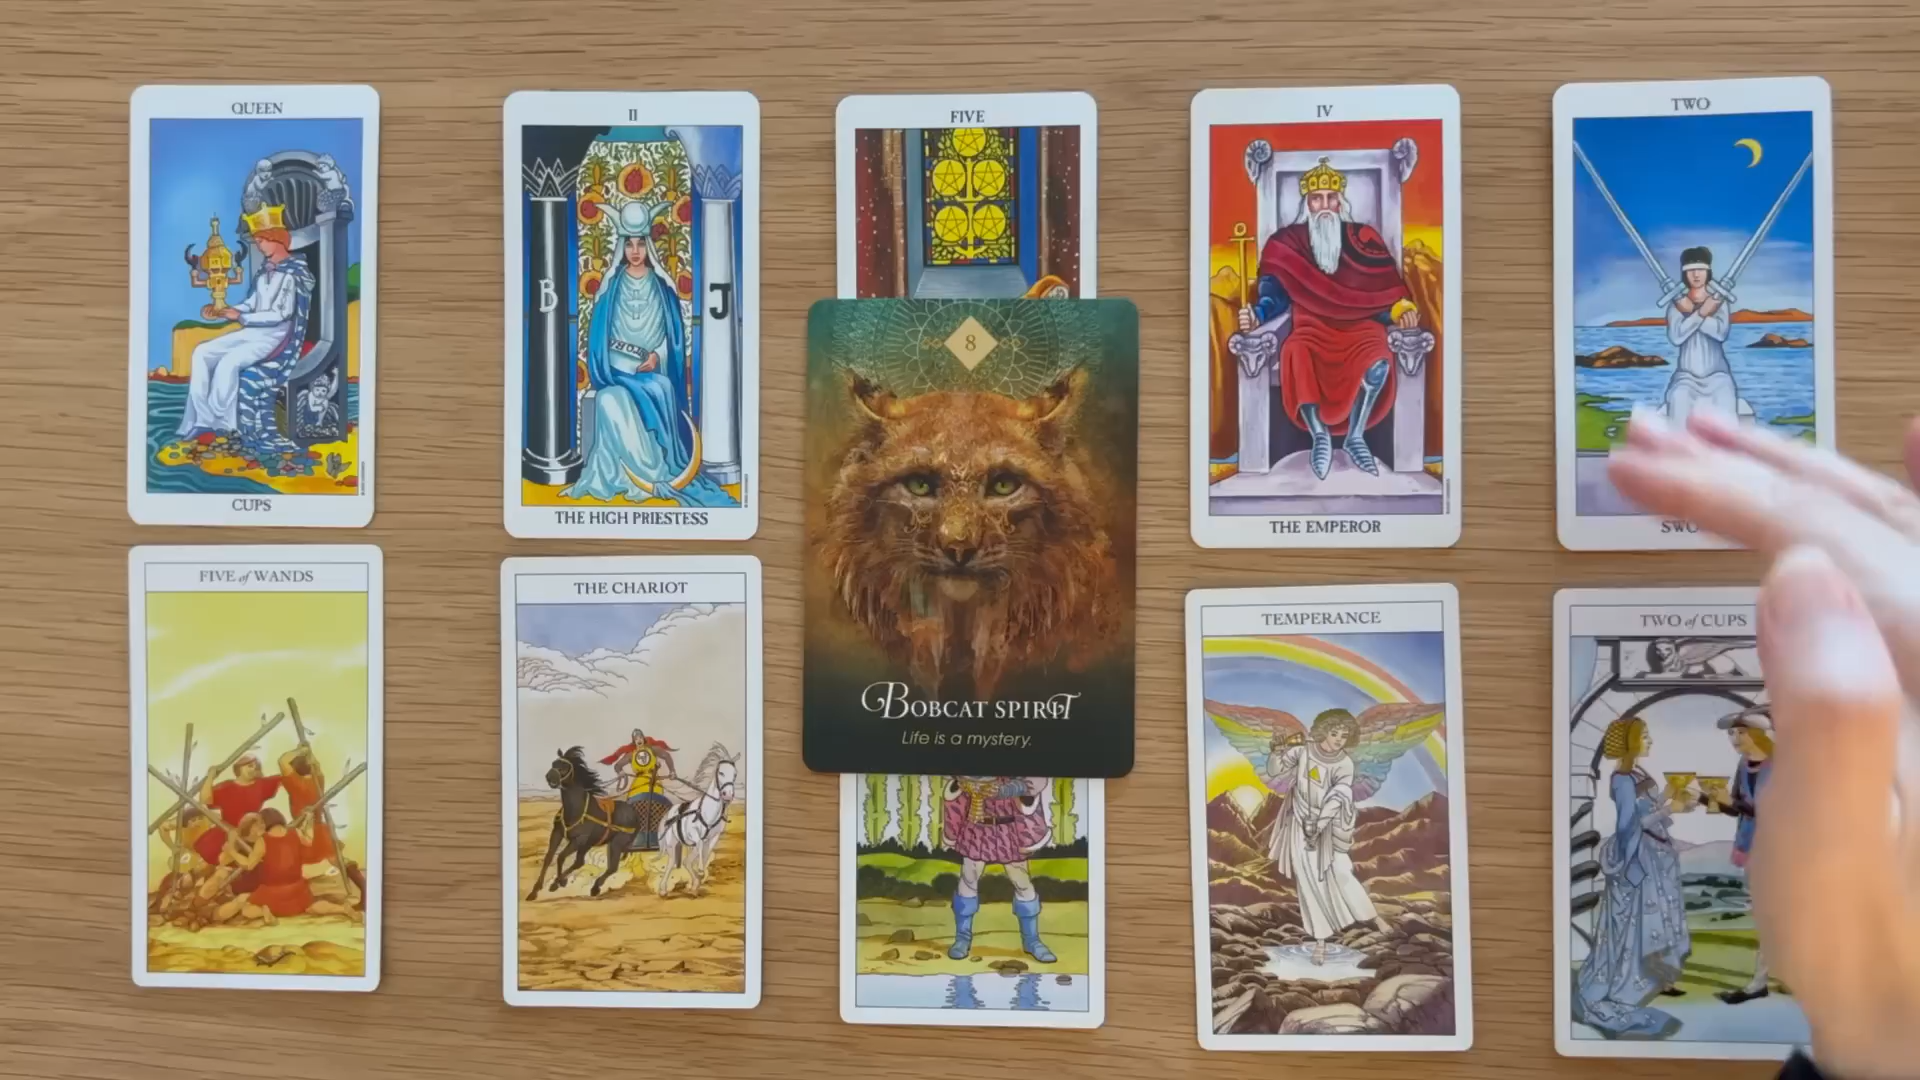 QUEEN
CUPS
II
B
J
THE HIGH PRIESTESS
FIVE
IV
THE EMPEROR
TWO
8
BOBCAT SPIRIT
Life is a mystery.
FIVE of WANDS
THE CHARIOT
TEMPERANCE
TWO of CUPS